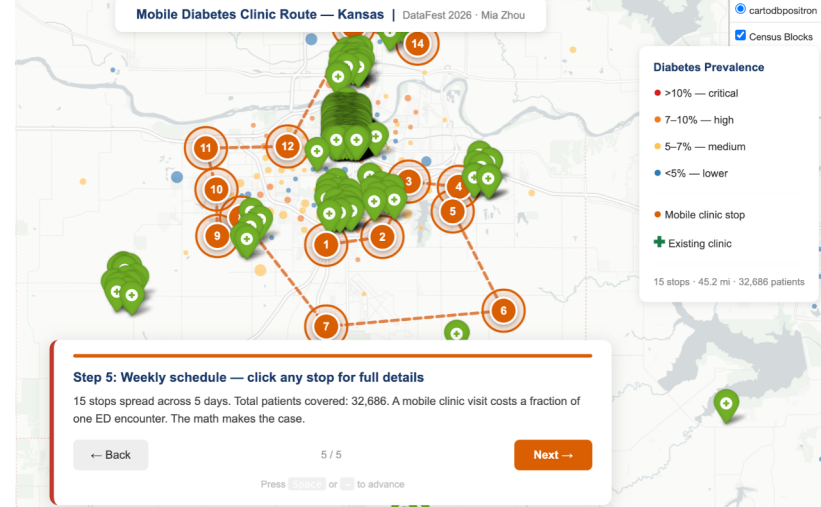 Mobile Diabetes Clinic Route — Kansas | DataFest 2026 · Mia Zhou
cartodbpositron
Census Blocks
14
Diabetes Prevalence
>10% — critical
7–10% — high
5–7% — medium
<5% — lower
Mobile clinic stop
Existing clinic
15 stops · 45.2 mi · 32,686 patients
11
12
10
3
4
5
9
1
2
6
7
Step 5: Weekly schedule — click any stop for full details
15 stops spread across 5 days. Total patients covered: 32,686. A mobile clinic visit costs a fraction of
one ED encounter. The math makes the case.
← Back
5 / 5
Next →
Press Space or → to advance